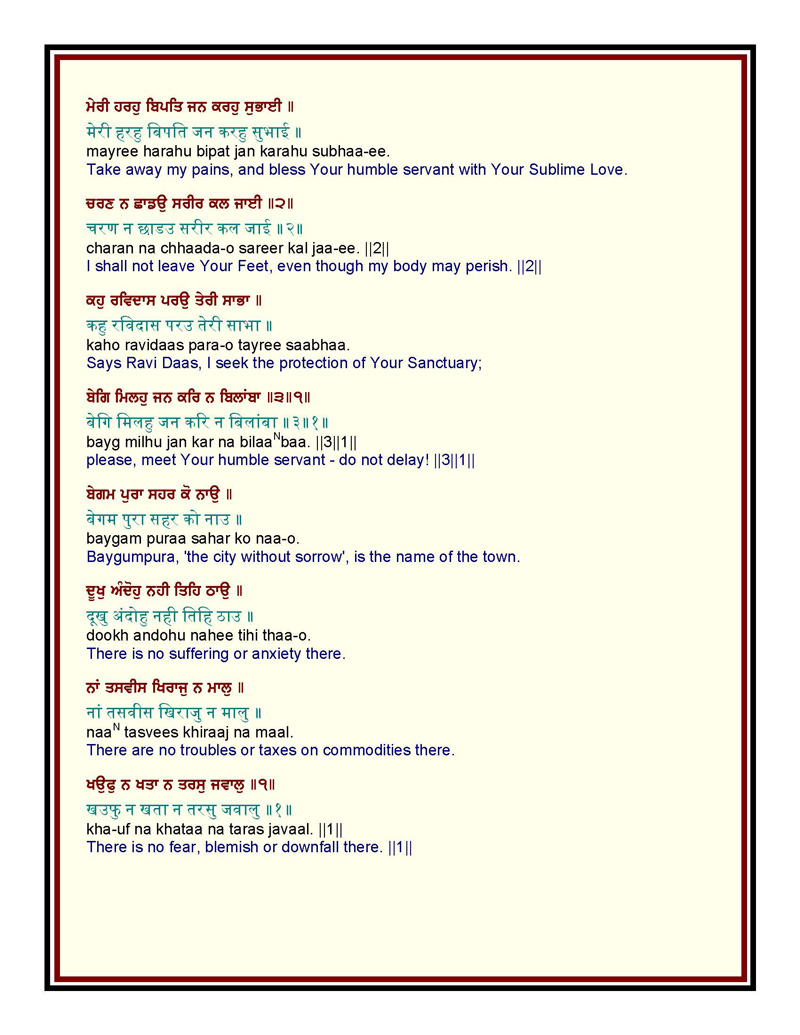 ਮੇਰੀ ਹਰਹੁ ਬਿਪਤਿ ਜਨ ਕਰਹੁ ਸੁਭਾਈ ॥
मेरी हरहु बिपति जन करहु सुभाई ॥
mayree harahu bipat jan karahu subhaa-ee.
Take away my pains, and bless Your humble servant with Your Sublime Love.
ਚਰਣ ਨ ਛਾਡਉ ਸਰੀਰ ਕਲ ਜਾਈ ॥੨॥
चरण न छाडउ सरीर कल जाई ॥२॥
charan na chhaada-o sareer kal jaa-ee. ||2||
I shall not leave Your Feet, even though my body may perish. ||2||
ਕਹੁ ਰਵਿਦਾਸ ਪਰਉ ਤੇਰੀ ਸਾਭਾ ॥
कहु रविदास परउ तेरी साभा ॥
kaho ravidaas para-o tayree saabhaa.
Says Ravi Daas, I seek the protection of Your Sanctuary;
ਬੇਗਿ ਮਿਲਹੁ ਜਨ ਕਰਿ ਨ ਬਿਲਾਂਬਾ ॥੩॥੧॥
बेगि मिलहु जन करि न बिलांबा ॥३॥१॥
bayg milhu jan kar na bilaaNbaa. ||3||1||
please, meet Your humble servant - do not delay! ||3||1||
ਬੇਗਮ ਪੁਰਾ ਸਹਰ ਕੋ ਨਾਉ ॥
बेगम पुरा सहर को नाउ ॥
baygam puraa sahar ko naa-o.
Baygumpura, 'the city without sorrow', is the name of the town.
ਦੂਖੁ ਅੰਦੋਹੁ ਨਹੀ ਤਿਹਿ ਠਾਉ ॥
दूखु अंदोहु नही तिहि ठाउ ॥
dookh andohu nahee tihi thaa-o.
There is no suffering or anxiety there.
ਨਾਂ ਤਸਵੀਸ ਖਿਰਾਜੁ ਨ ਮਾਲੁ ॥
नां तसवीस खिराजु न मालु ॥
naaN tasvees khiraaj na maal.
There are no troubles or taxes on commodities there.
ਖਉਫੁ ਨ ਖਤਾ ਨ ਤਰਸੁ ਜਵਾਲੁ ॥੧॥
खउफु न खता न तरसु जवालु ॥१॥
kha-uf na khataa na taras javaal. ||1||
There is no fear, blemish or downfall there. ||1||